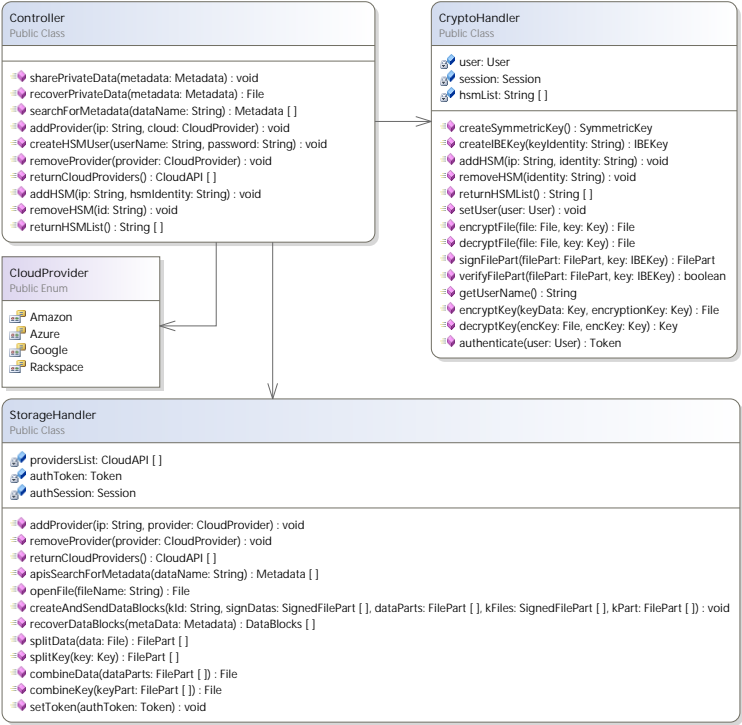 Controller
Public Class
sharePrivateData(metadata: Metadata) : void
recoverPrivateData(metadata: Metadata) : File
searchForMetadata(dataName: String) : Metadata [ ]
addProvider(ip: String, cloud: CloudProvider) : void
createHSMUser(userName: String, password: String) : void
removeProvider(provider: CloudProvider) : void
returnCloudProviders() : CloudAPI [ ]
addHSM(ip: String, hsmIdentity: String) : void
removeHSM(id: String) : void
returnHSMList() : String [ ]
CryptoHandler
Public Class
user: User
session: Session
hsmList: String [ ]
createSymmetricKey() : SymmetricKey
createIBEKey(keyIdentity: String) : IBEKey
addHSM(ip: String, identity: String) : void
removeHSM(identity: String) : void
returnHSMList() : String [ ]
setUser(user: User) : void
encryptFile(file: File, key: Key) : File
decryptFile(file: File, key: Key) : File
signFilePart(filePart: FilePart, key: IBEKey) : FilePart
verifyFilePart(filePart: FilePart, key: IBEKey) : boolean
getUserName() : String
encryptKey(keyData: Key, encryptionKey: Key) : File
decryptKey(encKey: File, encKey: Key) : Key
authenticate(user: User) : Token
CloudProvider
Public Enum
Amazon
Azure
Google
Rackspace
StorageHandler
Public Class
providersList: CloudAPI [ ]
authToken: Token
authSession: Session
addProvider(ip: String, provider: CloudProvider) : void
removeProvider(provider: CloudProvider) : void
returnCloudProviders() : CloudAPI [ ]
apisSearchForMetadata(dataName: String) : Metadata [ ]
openFile(fileName: String) : File
createAndSendDataBlocks(kId: String, signDatas: SignedFilePart [ ], dataParts: FilePart [ ], kFiles: SignedFilePart [ ], kPart: FilePart [ ]) : void
recoverDataBlocks(metaData: Metadata) : DataBlocks [ ]
splitData(data: File) : FilePart [ ]
splitKey(key: Key) : FilePart [ ]
combineData(dataParts: FilePart [ ]) : File
combineKey(keyPart: FilePart [ ]) : File
setToken(authToken: Token) : void